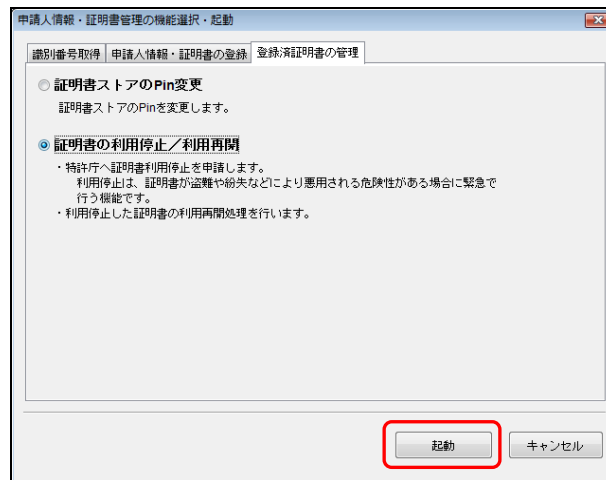 申請人情報・証明書管理の機能選択・起動
識別番号取得 申請人情報・証明書の登録 登録済証明書の管理
証明書ストアのPin変更
証明書ストアのPinを変更します。
証明書の利用停止／利用再開
・特許庁へ証明書利用停止を申請します。
利用停止は、証明書が盗難や紛失などにより悪用される危険性がある場合に緊急で
行う機能です。
・利用停止した証明書の利用再開処理を行います。
起動 キャンセル